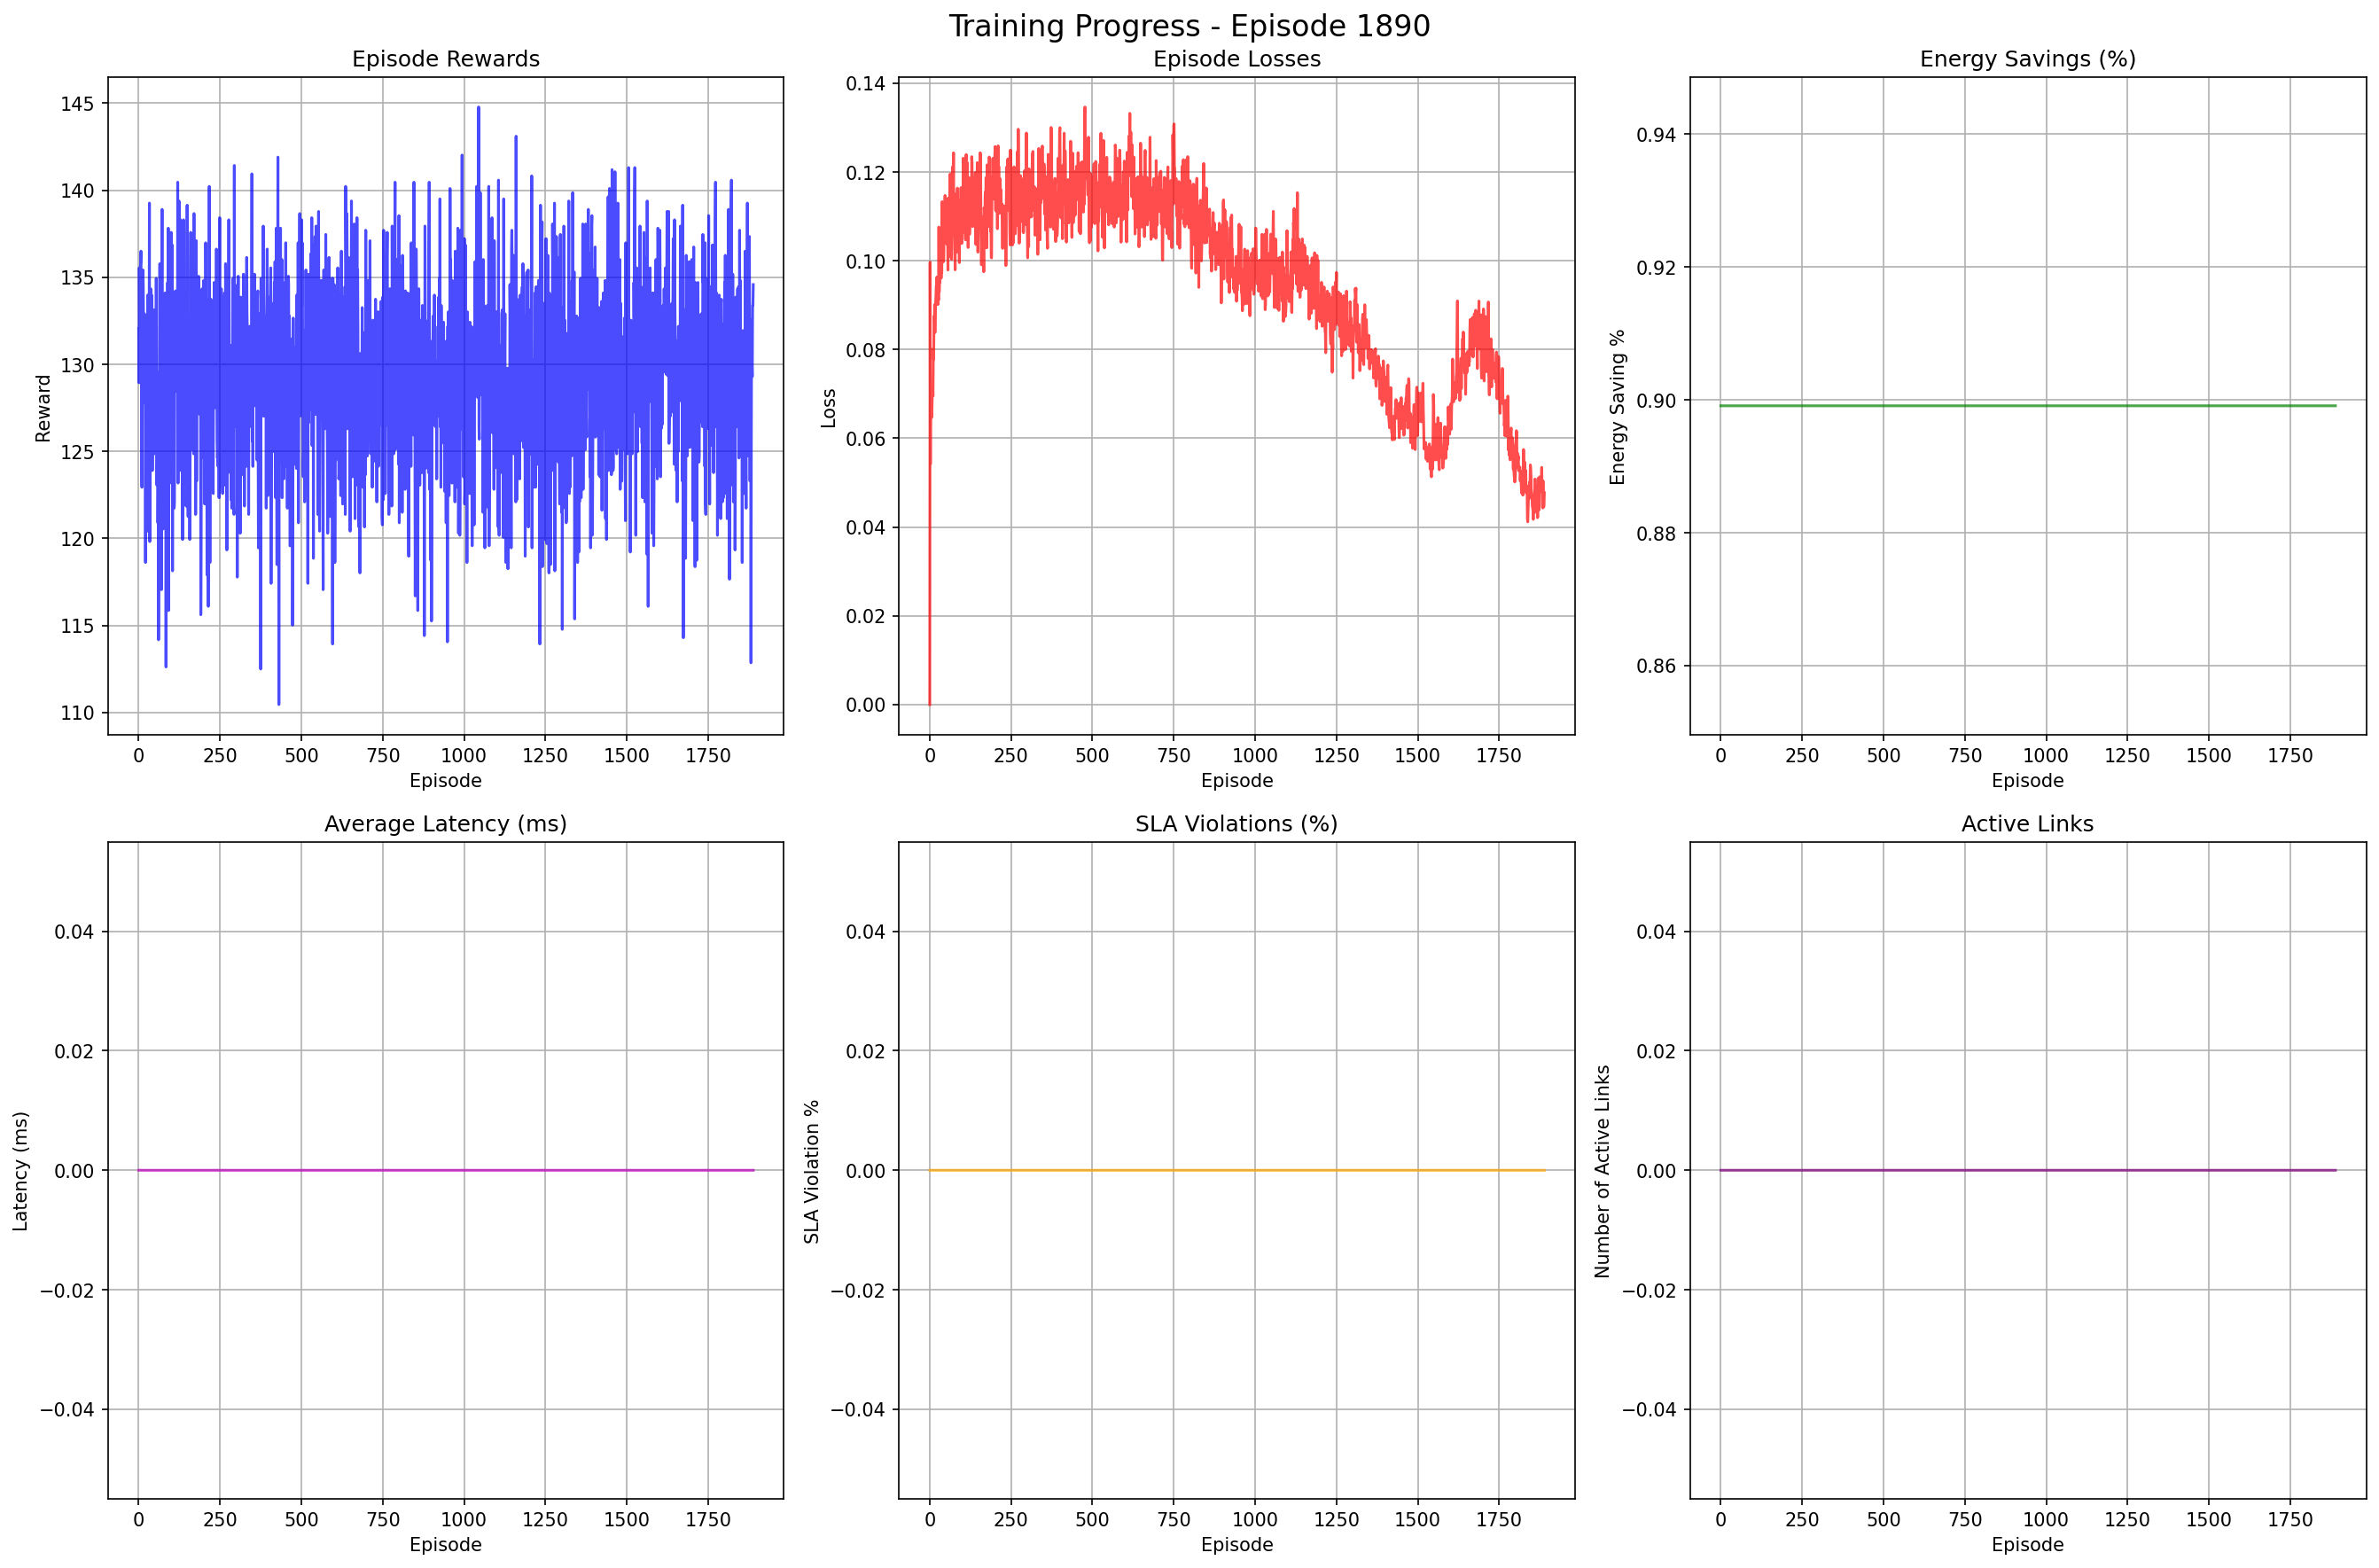 Training Progress - Episode 1890
Episode Rewards
145
140
135
130
125
120
115
110
Reward
0 250 500 750 1000 1250 1500 1750
Episode
Episode Losses
0.14
0.12
0.10
0.08
0.06
0.04
0.02
0.00
Loss
0 250 500 750 1000 1250 1500 1750
Episode
Energy Savings (%)
0.94
0.92
0.90
0.88
0.86
Energy Saving %
0 250 500 750 1000 1250 1500 1750
Episode
Average Latency (ms)
0.04
0.02
0.00
−0.02
−0.04
Latency (ms)
0 250 500 750 1000 1250 1500 1750
Episode
SLA Violations (%)
0.04
0.02
0.00
−0.02
−0.04
SLA Violation %
0 250 500 750 1000 1250 1500 1750
Episode
Active Links
0.04
0.02
0.00
−0.02
−0.04
Number of Active Links
0 250 500 750 1000 1250 1500 1750
Episode